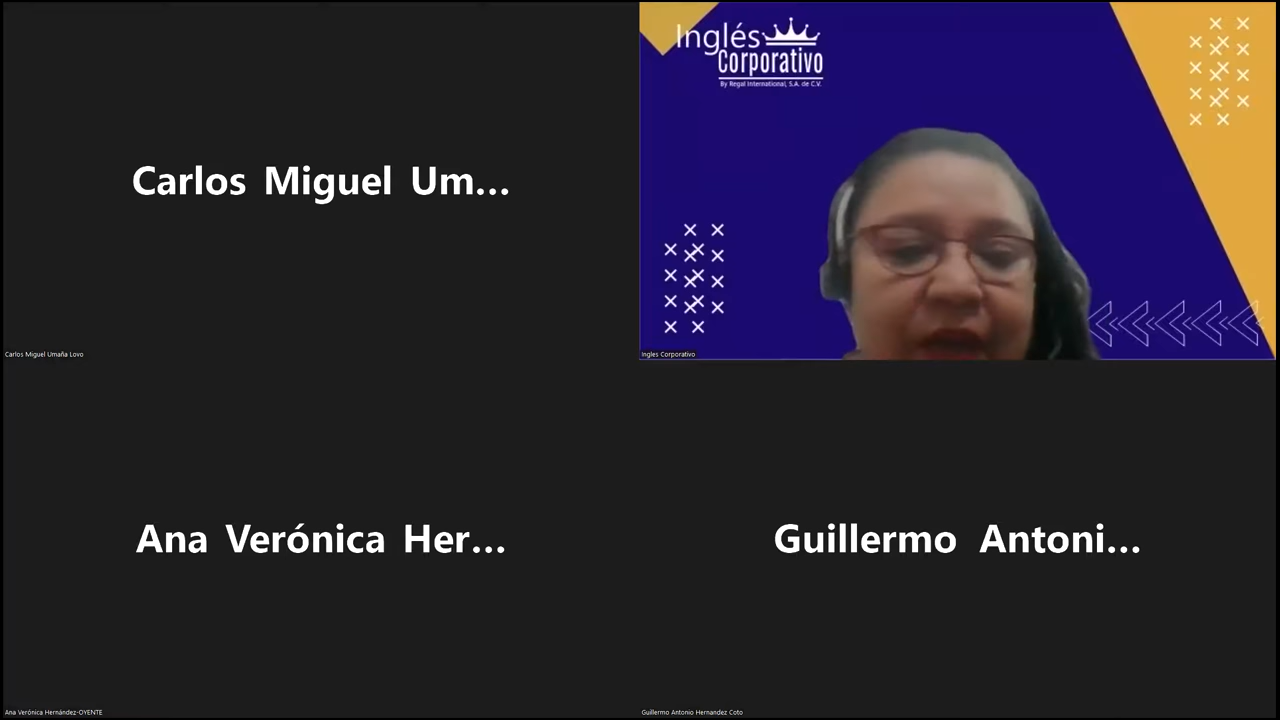 Carlos Miguel Um...
Carlos Miguel Umaña Lovo
Inglés
Corporativo
By Regal International, S.A. de C.V.
Ingles Corporativo
Ana Verónica Her...
Ana Verónica Hernández-OYENTE
Guillermo Antoni...
Guillermo Antonio Hernandez Coto